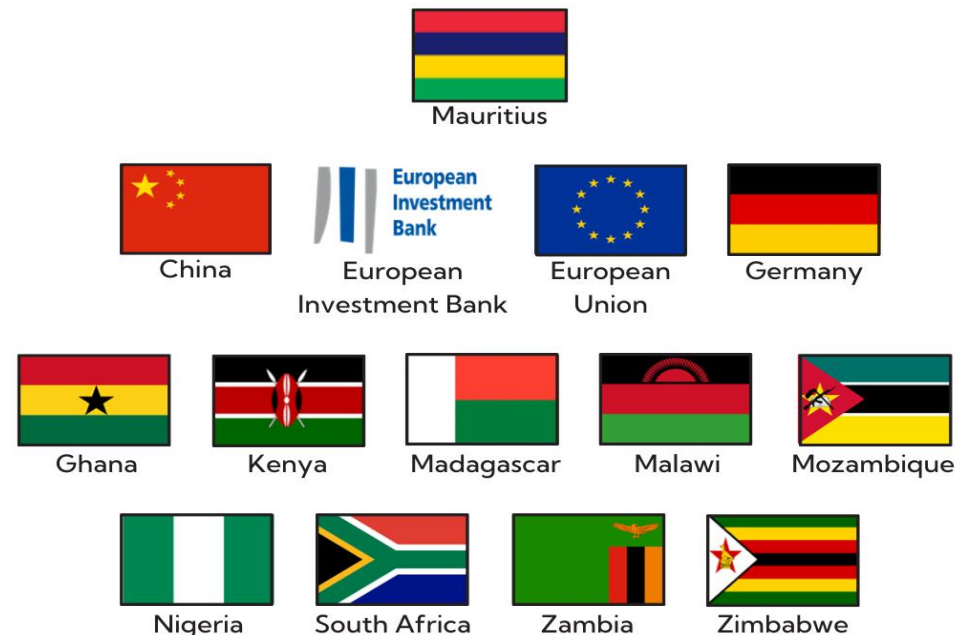 Mauritius
European
Investment
Bank
China
European
Investment Bank
European
Union
Germany
Ghana
Kenya
Madagascar
Malawi
Mozambique
Nigeria
South Africa
Zambia
Zimbabwe